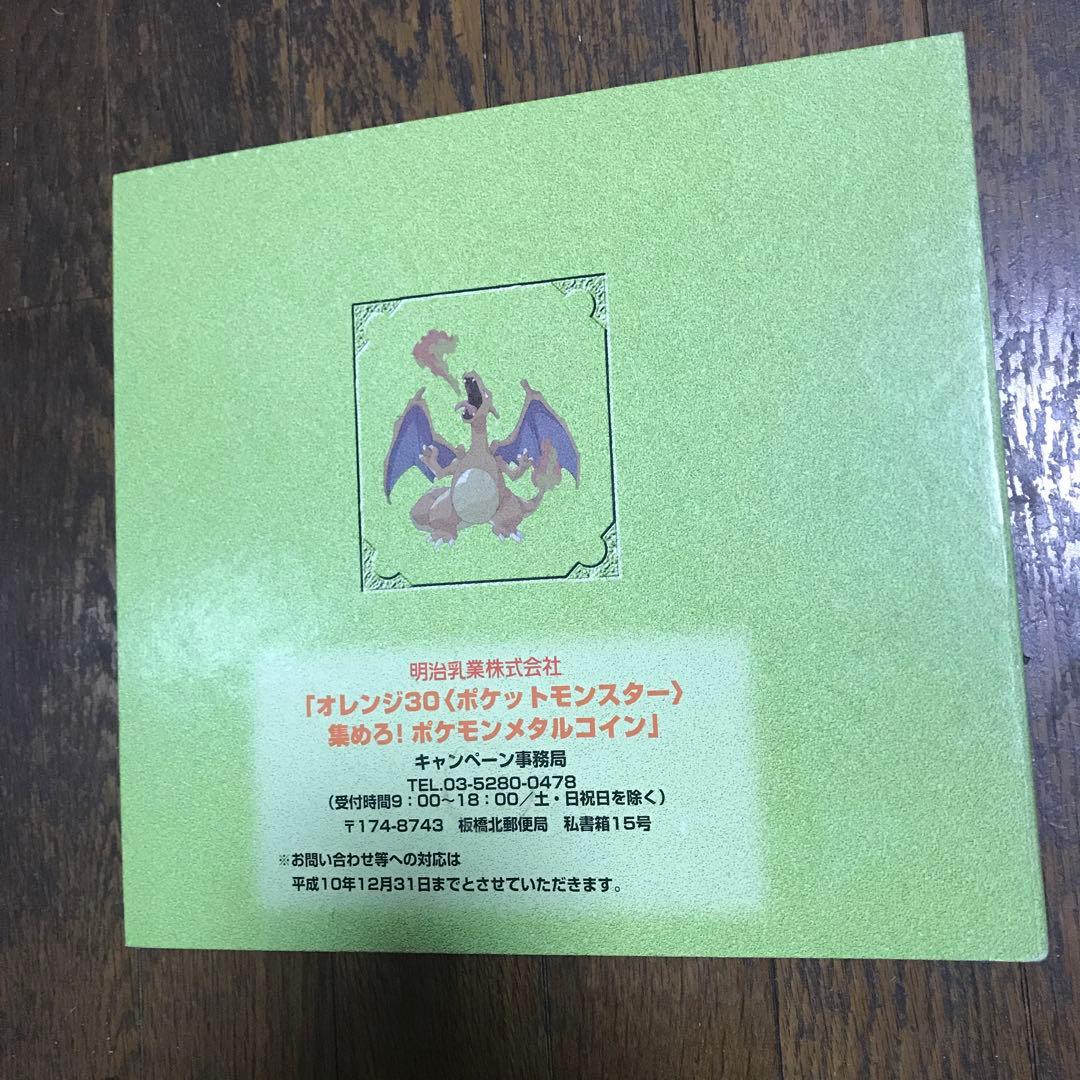 明治乳業株式会社
「オレンジ30〈ポケットモンスター〉
集めろ!ポケモンメタルコイン」
キャンペーン事務局
TEL.03-5280-0478
(受付時間9:00～18:00/土・日祝日を除く)
〒174-8743 板橋北郵便局 私書箱15号
※お問い合わせ等への対応は
平成10年12月31日までとさせていただきます。